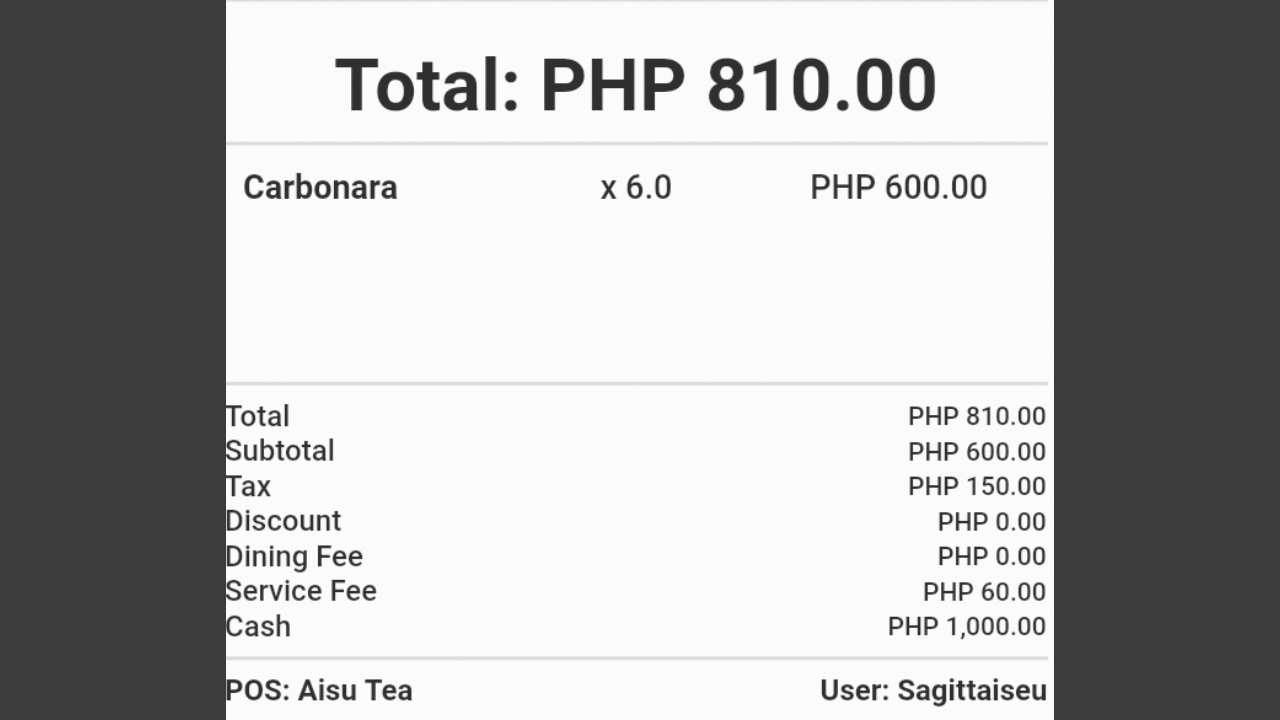 Total: PHP 810.00
Carbonara x 6.0 PHP 600.00
Total PHP 810.00
Subtotal PHP 600.00
Tax PHP 150.00
Discount PHP 0.00
Dining Fee PHP 0.00
Service Fee PHP 60.00
Cash PHP 1,000.00
POS: Aisu Tea User: Sagittaiseu